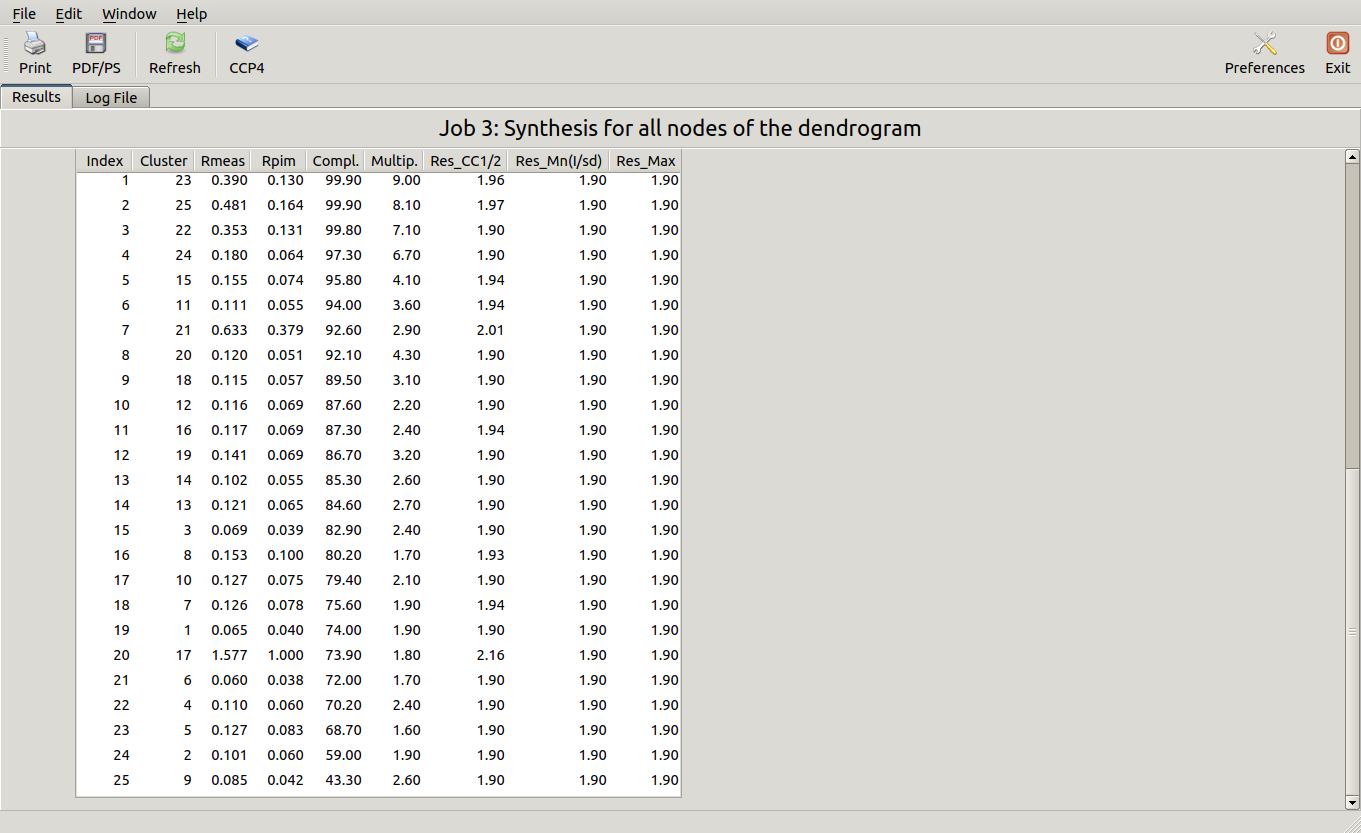 File Edit Window Help
Print PDF/PS Refresh CCP4 Preferences Exit
Results Log File
Job 3: Synthesis for all nodes of the dendrogram
Index Cluster Rmeas Rpim Compl. Multip. Res_CC1/2 Res_Mn(I/sd) Res_Max
1 23 0.390 0.130 99.90 9.00 1.96 1.90 1.90
2 25 0.481 0.164 99.90 8.10 1.97 1.90 1.90
3 22 0.353 0.131 99.80 7.10 1.90 1.90 1.90
4 24 0.180 0.064 97.30 6.70 1.90 1.90 1.90
5 15 0.155 0.074 95.80 4.10 1.94 1.90 1.90
6 11 0.111 0.055 94.00 3.60 1.94 1.90 1.90
7 21 0.633 0.379 92.60 2.90 2.01 1.90 1.90
8 20 0.120 0.051 92.10 4.30 1.90 1.90 1.90
9 18 0.115 0.057 89.50 3.10 1.90 1.90 1.90
10 12 0.116 0.069 87.60 2.20 1.90 1.90 1.90
11 16 0.117 0.069 87.30 2.40 1.94 1.90 1.90
12 19 0.141 0.069 86.70 3.20 1.90 1.90 1.90
13 14 0.102 0.055 85.30 2.60 1.90 1.90 1.90
14 13 0.121 0.065 84.60 2.70 1.90 1.90 1.90
15 3 0.069 0.039 82.90 2.40 1.90 1.90 1.90
16 8 0.153 0.100 80.20 1.70 1.93 1.90 1.90
17 10 0.127 0.075 79.40 2.10 1.90 1.90 1.90
18 7 0.126 0.078 75.60 1.90 1.94 1.90 1.90
19 1 0.065 0.040 74.00 1.90 1.90 1.90 1.90
20 17 1.577 1.000 73.90 1.80 2.16 1.90 1.90
21 6 0.060 0.038 72.00 1.70 1.90 1.90 1.90
22 4 0.110 0.060 70.20 2.40 1.90 1.90 1.90
23 5 0.127 0.083 68.70 1.60 1.90 1.90 1.90
24 2 0.101 0.060 59.00 1.90 1.90 1.90 1.90
25 9 0.085 0.042 43.30 2.60 1.90 1.90 1.90